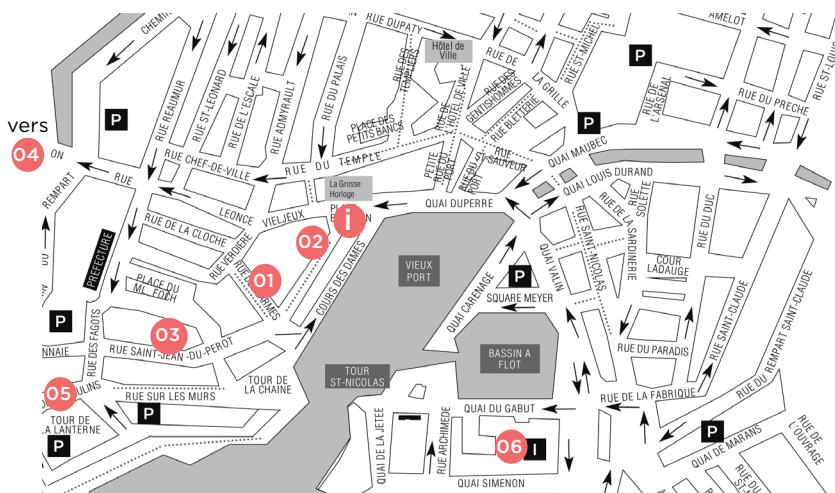 CHEMIN
RUE DUPATY
AMELOT
Hôtel de
Ville
RUE DE
RUE ST-MICHEL
RUE ST-LOUIS
P
RUE DES
TEMPLIERS
LA GRILLE
RUE DES
GENTISHOMMES
RUE DE
L'ARSENAL
RUE DU PRECHE
P
P
RUE REAUMUR
RUE ST-LEONARD
RUE DE L'ESCALE
RUE ADMYRAULT
RUE DU PALAIS
PLACE DES
PETITS BANCS
RUE DE
L'HOTEL DE VILLE
RUE BLETTERIE
vers
04
ON
RUE CHEF-DE-VILLE
RUE DU TEMPLE
PETITE
RUE DU
PORT
RUE DU
PORT
ST-
SAUVEUR
QUAI MAUBEC
QUAI LOUIS DURAND
REMPART
RUE
LEONCE
VIELJEUX
La Grosse
Horloge
i
QUAI DUPERRE
RUE
SOLETTE
RUE DU DUC
RUE DE LA CLOCHE
RUE VERDIERE
02
RUE DE LA SARDINERIE
RUE SAINT-NICOLAS
QUAI VALIN
COUR
LADAUGE
PREFECTURE
01
COURS DES DAMES
VIEUX
PORT
P
SQUARE MEYER
PLACE DU
ML. FOCH
QUAI CARENAGE
RUE SAINT-CLAUDE
RUE DU REMPART SAINT-CLAUDE
P
03
RUE SAINT-JEAN-DU-PEROT
RUE DES FAGOTS
NNAIE
BASSIN A
FLOT
RUE DU PARADIS
TOUR
ST-NICOLAS
TOUR DE
LA CHAINE
05
RUE SUR LES MURS
RUE DE LA FABRIQUE
P
TOUR DE
LA LANTERNE
P
QUAI DU GABUT
QUAI DE LA JETEE
RUE ARCHIMEDE
06
I
QUAI SIMENON
P
QUAI DE MARANS
RUE DE
L'OUVRAGE
RUE DU